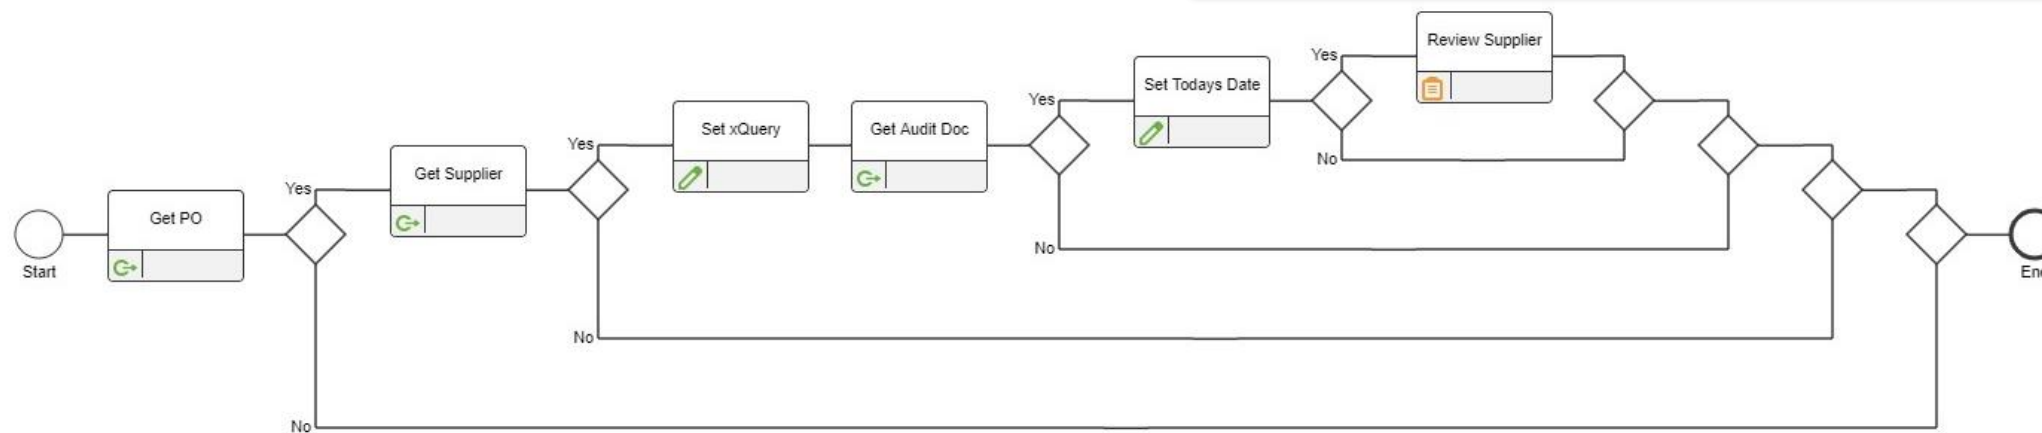 Start
Get PO
Yes
No
Get Supplier
Yes
No
Set xQuery
Get Audit Doc
Yes
No
Set Todays Date
Yes
No
Review Supplier